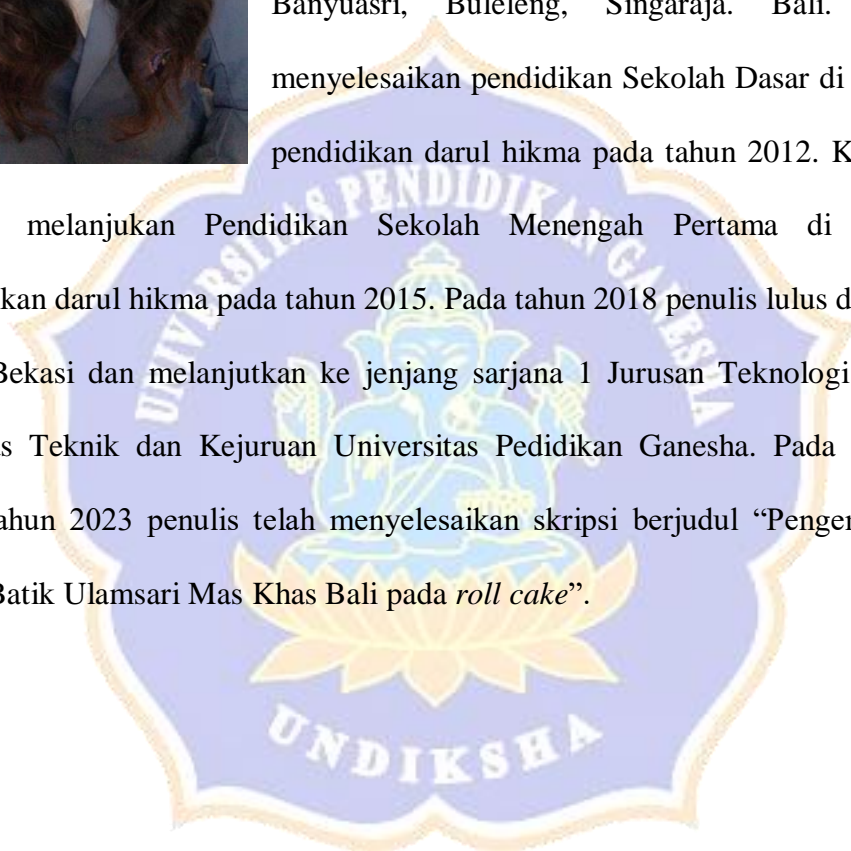 Banyuasri, Buleleng, Singaraja. Bali.
menyelesaikan pendidikan Sekolah Dasar di
pendidikan darul hikma pada tahun 2012. K
melanjukan Pendidikan Sekolah Menengah Pertama di
kan darul hikma pada tahun 2015. Pada tahun 2018 penulis lulus d
Bekasi dan melanjutkan ke jenjang sarjana 1 Jurusan Teknologi
s Teknik dan Kejuruan Universitas Pedidikan Ganesha. Pada
ahun 2023 penulis telah menyelesaikan skripsi berjudul “Penger
Batik Ulamsari Mas Khas Bali pada roll cake”.
UNIVERSITAS PENDIDIKAN GANESHA
UNDIKSHA